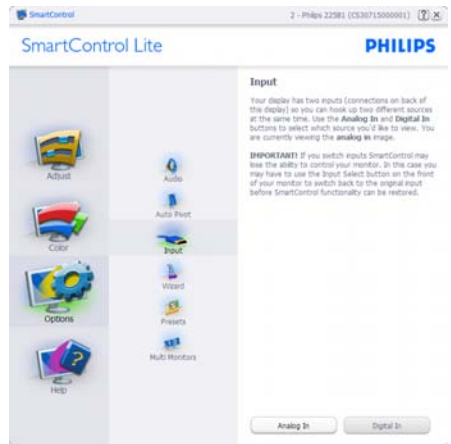 SmartControl
2 - Philips 225B1 (CS30715000001)
SmartControl Lite
PHILIPS
Adjust
Color
Options
Help
Audio
Auto Pivot
Input
Wizard
Presets
Multi Monitors
Input
Your display has two inputs (connections on back of
this display) so you can hook up two different sources
at the same time. Use the Analog In and Digital In
buttons to select which source you'd like to view. You
are currently viewing the analog in image.
IMPORTANT! If you switch inputs SmartControl may
lose the ability to control your monitor. In this case you
may have to use the Input Select button on the front
of your monitor to switch back to the original input
before SmartControl functionality can be restored.
Analog In
Digital In